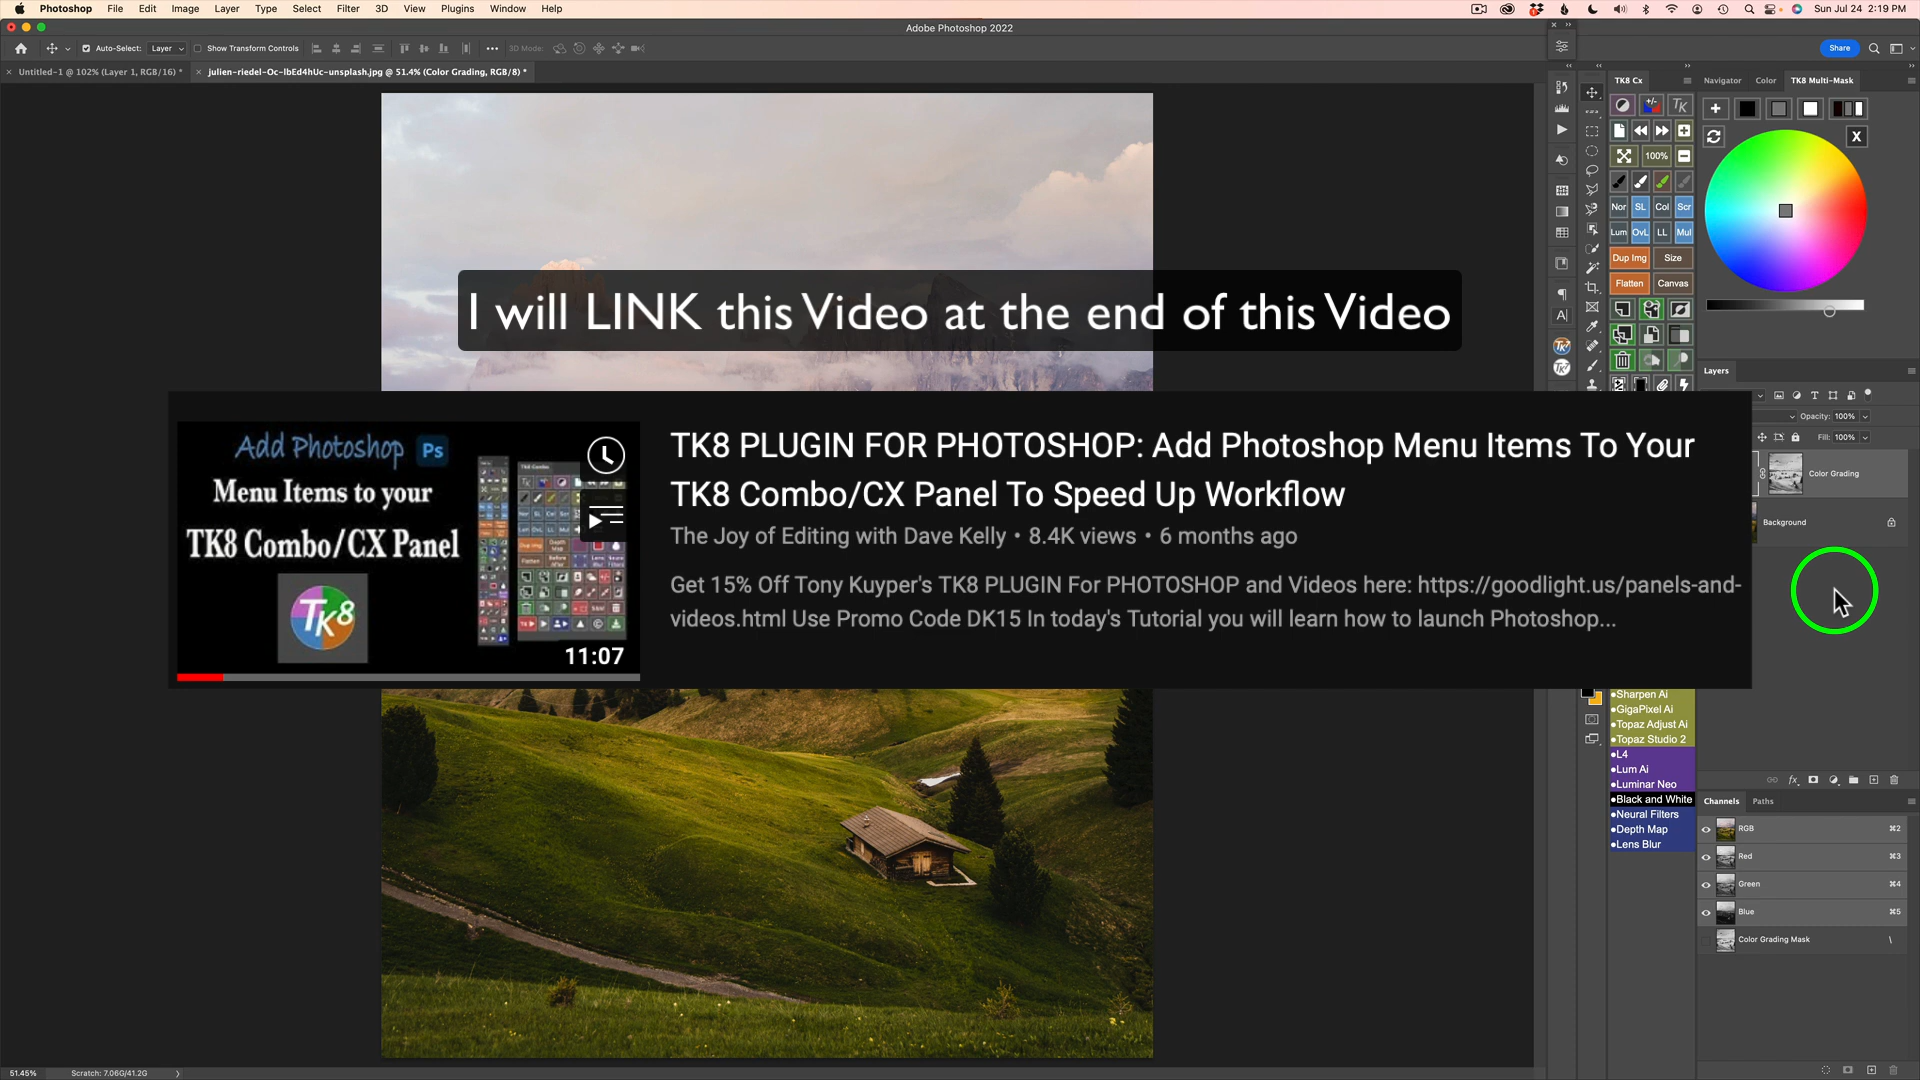 Photoshop File Edit Image Layer Type Select Filter 3D View Plugins Window Help
Sun Jul 24 2:19 PM
Adobe Photoshop 2022
Auto-Select: Layer Show Transform Controls 3D Mode: Share
× Untitled-1 @ 102% (Layer 1, RGB/16) *
× julien-riedel-Oc-IbEd4hUc-unsplash.jpg @ 51.4% (Color Grading, RGB/8) *
TK8 Cx
Navigator Color TK8 Multi-Mask
TK
X
100%
Nor SL Col Scr
Lum OvL LL Mul
Dup Img Size
Flatten Canvas
I will LINK this Video at the end of this Video
Layers
Opacity: 100%
Fill: 100%
Color Grading
Background
Add Photoshop Ps
Menu Items to your
TK8 Combo/CX Panel
TK8
11:07
TK8 PLUGIN FOR PHOTOSHOP: Add Photoshop Menu Items To Your
TK8 Combo/CX Panel To Speed Up Workflow
The Joy of Editing with Dave Kelly • 8.4K views • 6 months ago
Get 15% Off Tony Kuyper's TK8 PLUGIN For PHOTOSHOP and Videos here: https://goodlight.us/panels-and-
videos.html Use Promo Code DK15 In today's Tutorial you will learn how to launch Photoshop...
•Sharpen Ai
•GigaPixel Ai
•Topaz Adjust Ai
•Topaz Studio 2
•L4
•Lum Ai
•Luminar Neo
•Black and White
•Neural Filters
•Depth Map
•Lens Blur
Channels Paths
RGB ⌘2
Red ⌘3
Green ⌘4
Blue ⌘5
Color Grading Mask \
51.45% Scratch: 7.06G/41.2G